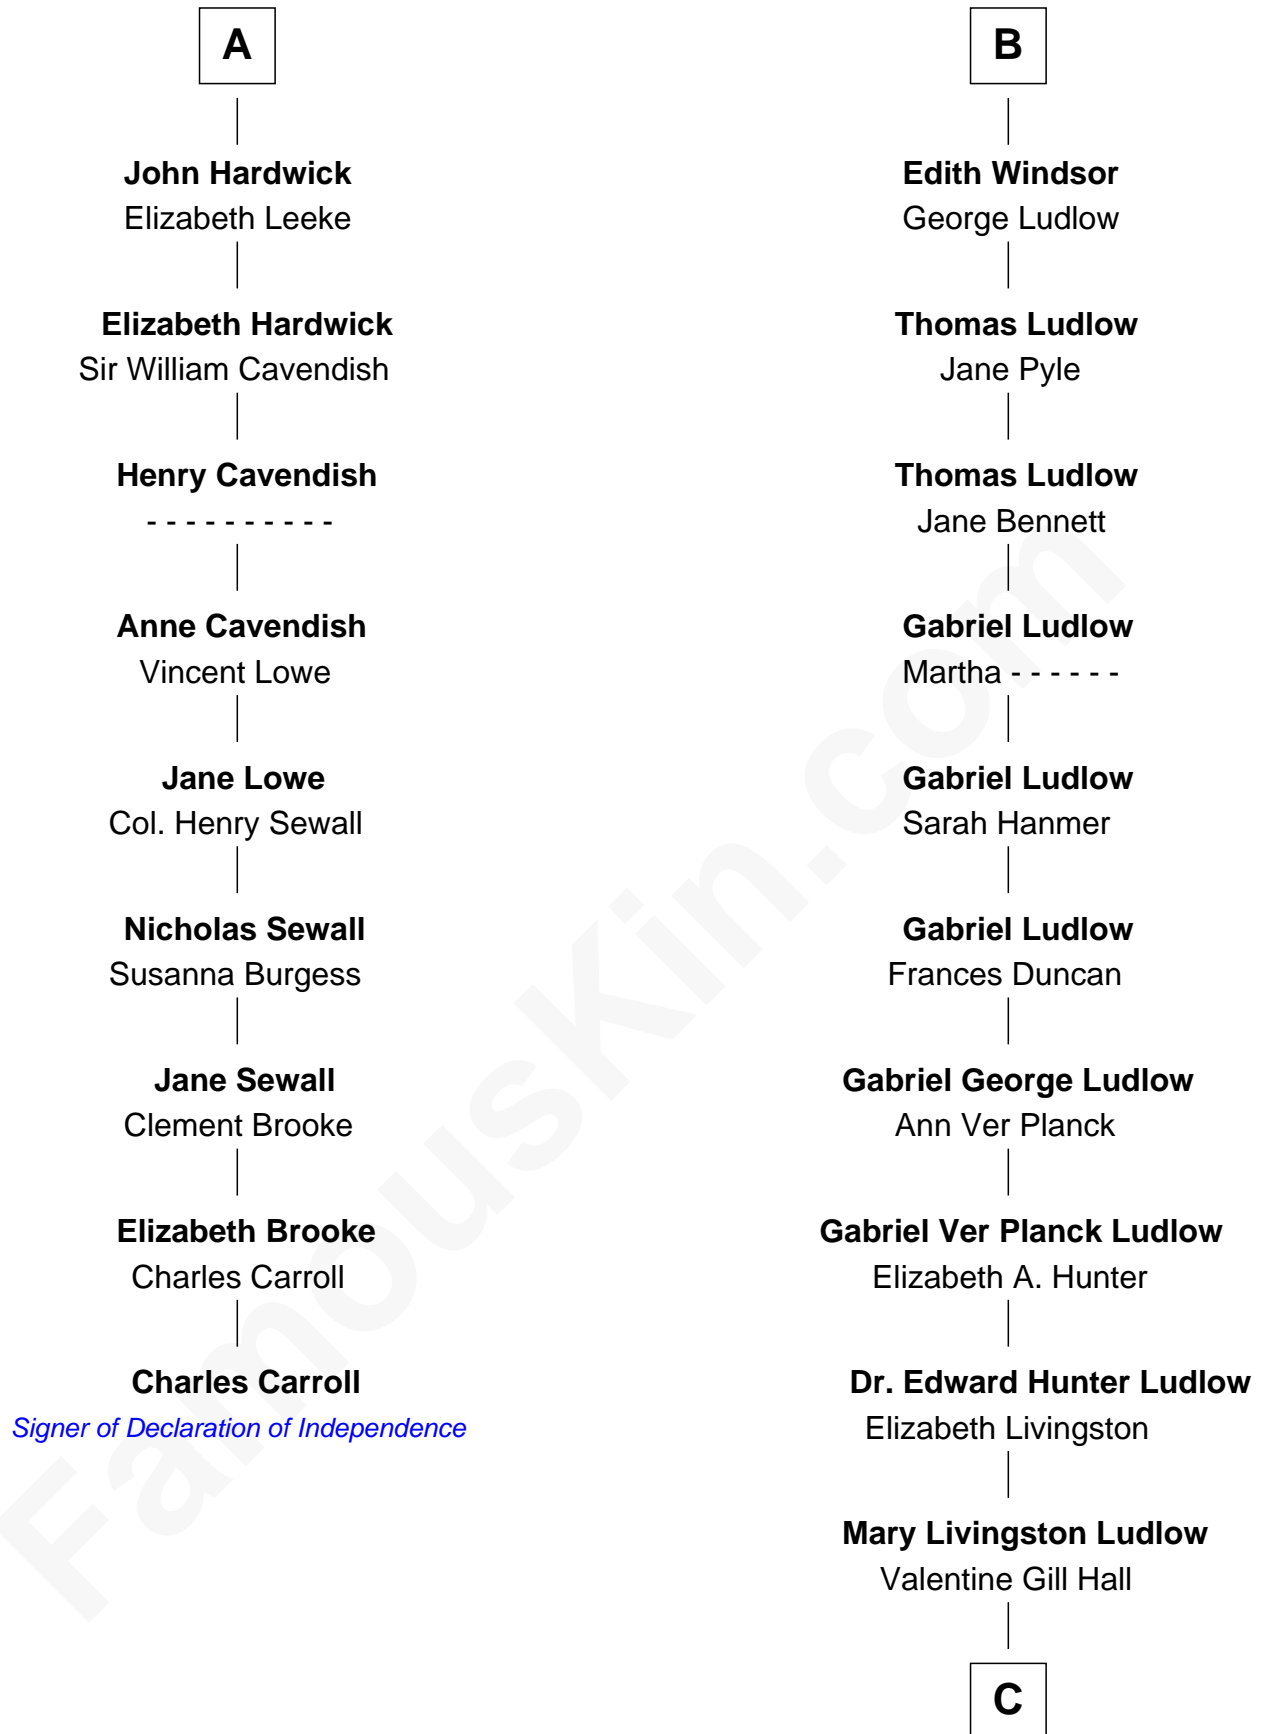 A
John Hardwick
Elizabeth Leeke
Elizabeth Hardwick
Sir William Cavendish
Henry Cavendish
- - - - - - - - - -
Anne Cavendish
Vincent Lowe
Jane Lowe
Col. Henry Sewall
Nicholas Sewall
Susanna Burgess
Jane Sewall
Clement Brooke
Elizabeth Brooke
Charles Carroll
Charles Carroll
Signer of Declaration of Independence
B
Edith Windsor
George Ludlow
Thomas Ludlow
Jane Pyle
Thomas Ludlow
Jane Bennett
Gabriel Ludlow
Martha - - - - - -
Gabriel Ludlow
Sarah Hanmer
Gabriel Ludlow
Frances Duncan
Gabriel George Ludlow
Ann Ver Planck
Gabriel Ver Planck Ludlow
Elizabeth A. Hunter
Dr. Edward Hunter Ludlow
Elizabeth Livingston
Mary Livingston Ludlow
Valentine Gill Hall
C
FamousKin.com